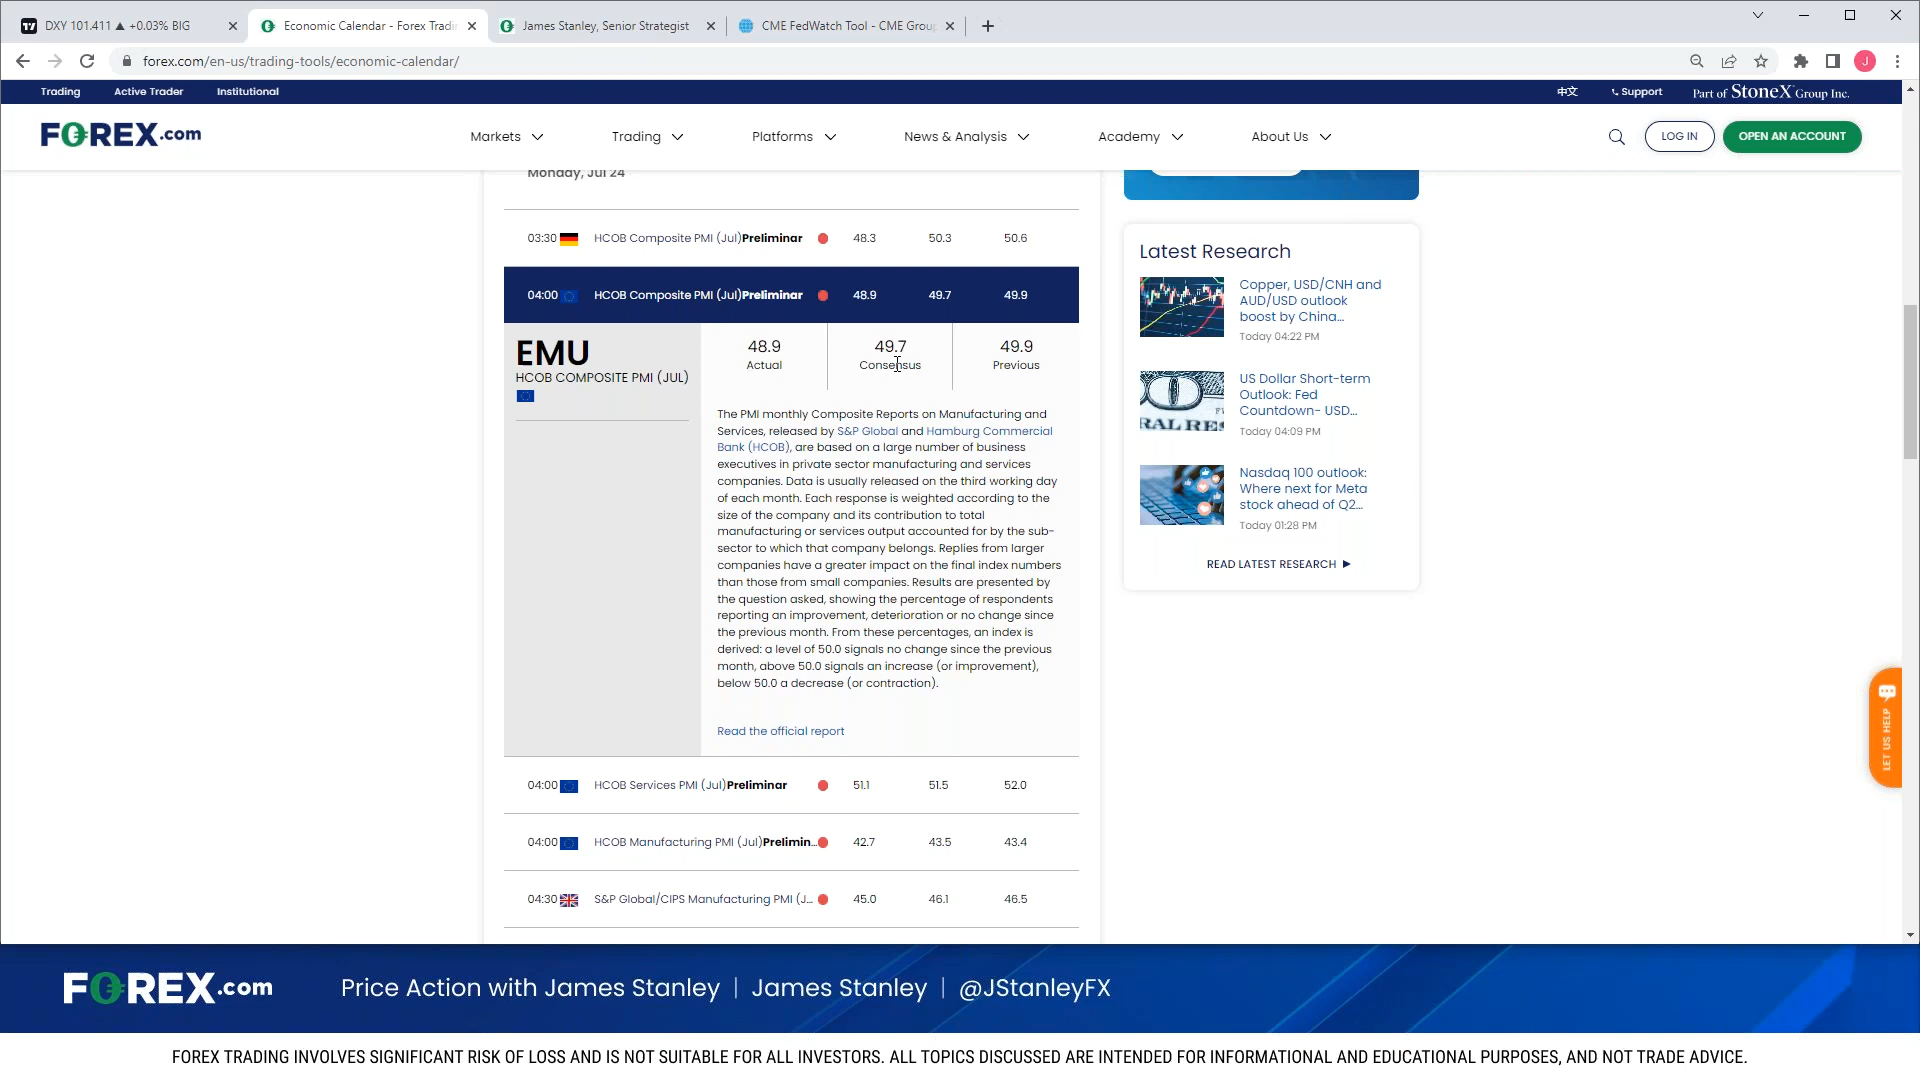 DXY 101.411 ▲ +0.03% BIG
Economic Calendar - Forex Tradin
James Stanley, Senior Strategist
CME FedWatch Tool - CME Group
forex.com/en-us/trading-tools/economic-calendar/
J
Trading Active Trader Institutional
中文 Support Part of StoneX Group Inc.
FOREX.com
Markets Trading Platforms News & Analysis Academy About Us
LOG IN OPEN AN ACCOUNT
Monday, Jul 24
03:30 HCOB Composite PMI (Jul)Preliminar 48.3 50.3 50.6
04:00 HCOB Composite PMI (Jul)Preliminar 48.9 49.7 49.9
EMU
HCOB COMPOSITE PMI (JUL)
48.9 49.7 49.9
Actual Consensus Previous
The PMI monthly Composite Reports on Manufacturing and
Services, released by S&P Global and Hamburg Commercial
Bank (HCOB), are based on a large number of business
executives in private sector manufacturing and services
companies. Data is usually released on the third working day
of each month. Each response is weighted according to the
size of the company and its contribution to total
manufacturing or services output accounted for by the sub-
sector to which that company belongs. Replies from larger
companies have a greater impact on the final index numbers
than those from small companies. Results are presented by
the question asked, showing the percentage of respondents
reporting an improvement, deterioration or no change since
the previous month. From these percentages, an index is
derived: a level of 50.0 signals no change since the previous
month, above 50.0 signals an increase (or improvement),
below 50.0 a decrease (or contraction).
Read the official report
04:00 HCOB Services PMI (Jul)Preliminar 51.1 51.5 52.0
04:00 HCOB Manufacturing PMI (Jul)Prelimin... 42.7 43.5 43.4
04:30 S&P Global/CIPS Manufacturing PMI (J... 45.0 46.1 46.5
Latest Research
Copper, USD/CNH and
AUD/USD outlook
boost by China...
Today 04:22 PM
US Dollar Short-term
Outlook: Fed
Countdown- USD...
Today 04:09 PM
RAL RES
Nasdaq 100 outlook:
Where next for Meta
stock ahead of Q2...
Today 01:28 PM
READ LATEST RESEARCH ▶
LET US HELP
FOREX.com Price Action with James Stanley | James Stanley | @JStanleyFX
FOREX TRADING INVOLVES SIGNIFICANT RISK OF LOSS AND IS NOT SUITABLE FOR ALL INVESTORS. ALL TOPICS DISCUSSED ARE INTENDED FOR INFORMATIONAL AND EDUCATIONAL PURPOSES, AND NOT TRADE ADVICE.